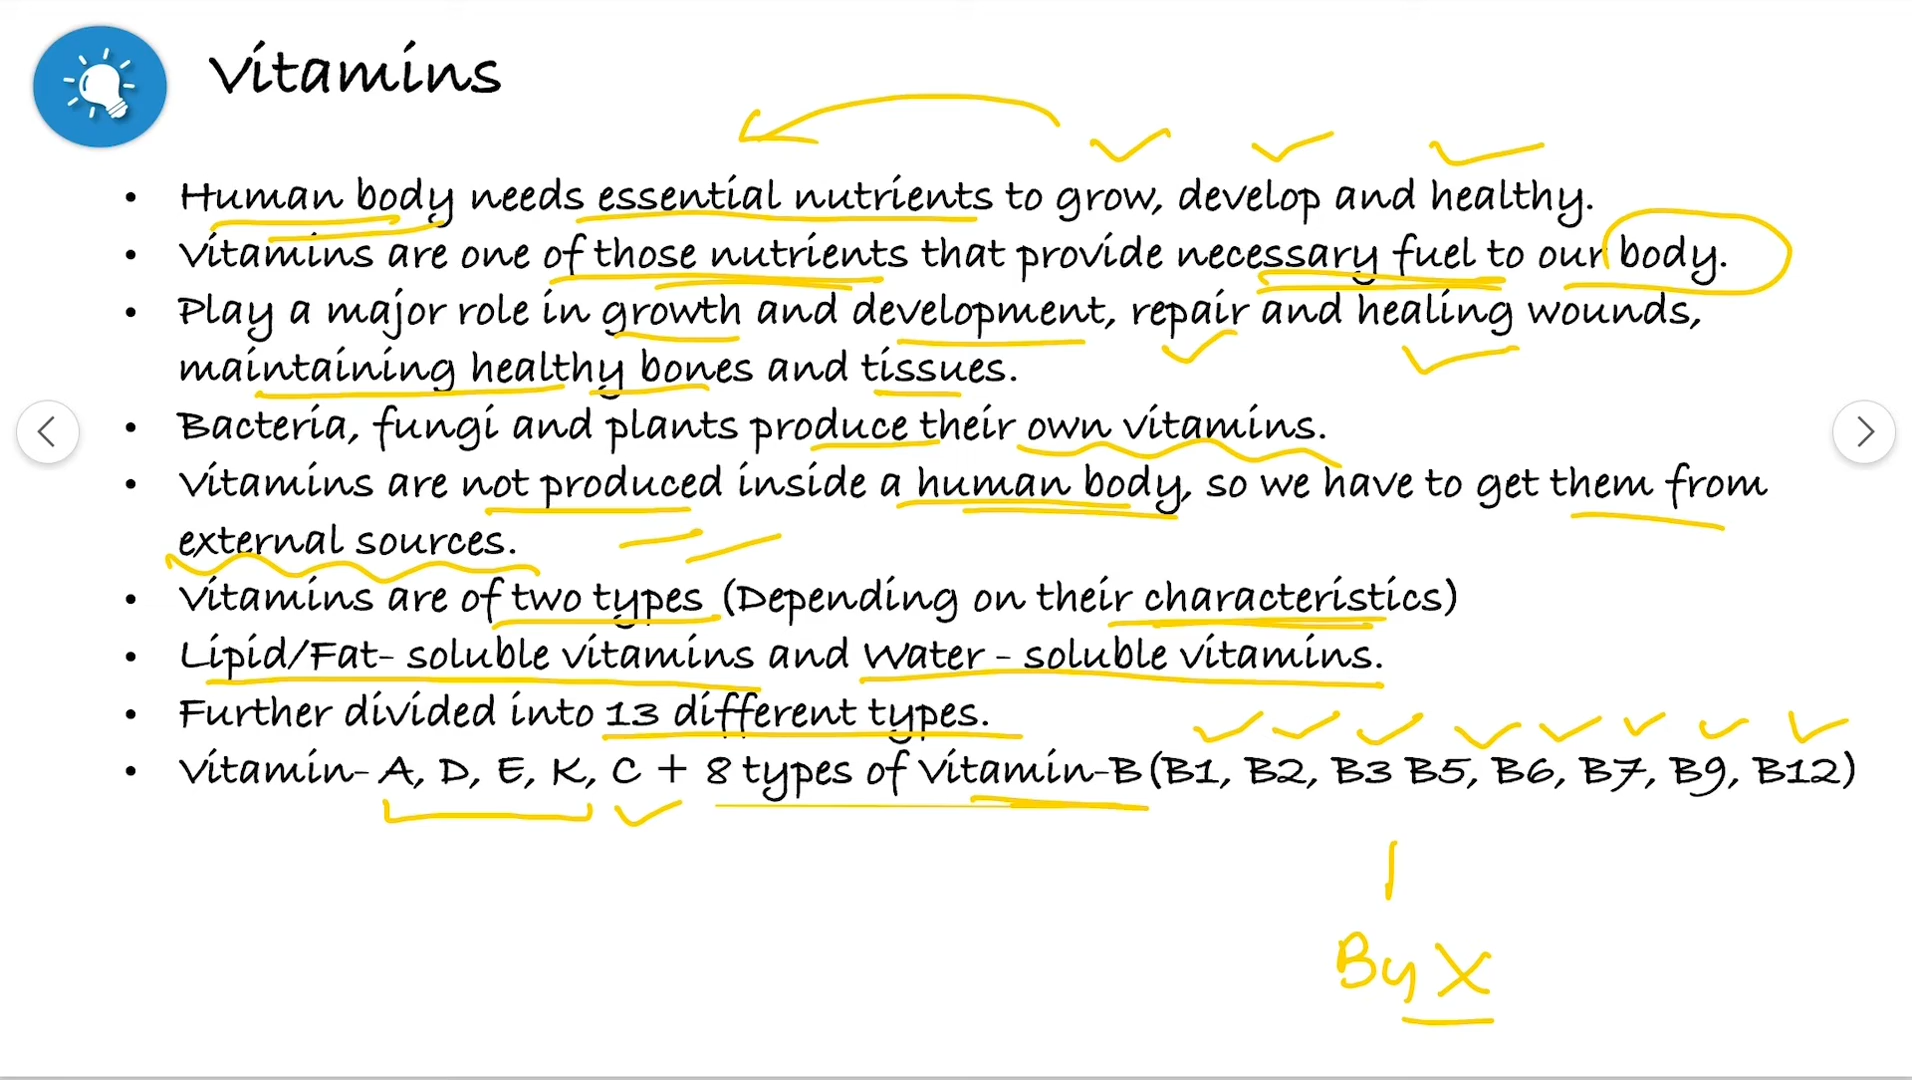 Vitamins
• Human body needs essential nutrients to grow, develop and healthy.
• Vitamins are one of those nutrients that provide necessary fuel to our body.
• Play a major role in growth and development, repair and healing wounds,
maintaining healthy bones and tissues.
• Bacteria, fungi and plants produce their own vitamins.
• Vitamins are not produced inside a human body, so we have to get them from
external sources.
• Vitamins are of two types (Depending on their characteristics)
• Lipid/Fat- soluble vitamins and Water - soluble vitamins.
• Further divided into 13 different types.
• Vitamin- A, D, E, K, C + 8 types of Vitamin-B (B1, B2, B3 B5, B6, B7, B9, B12)